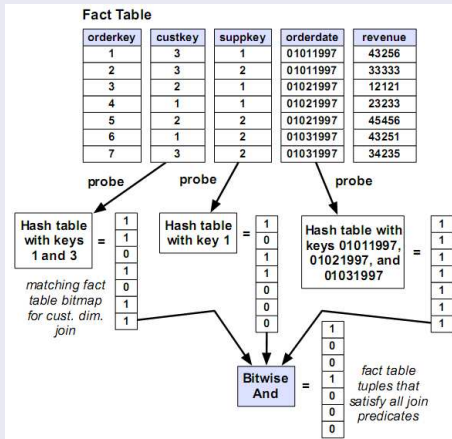 Fact Table
orderkey custkey suppkey orderdate revenue
1 3 1 01011997 43256
2 3 2 01011997 33333
3 2 1 01021997 12121
4 1 1 01021997 23233
5 2 2 01021997 45456
6 1 2 01031997 43251
7 3 2 01031997 34235
probe
probe
probe
Hash table
with keys
1 and 3
=
1
1
0
1
0
1
1
matching fact
table bitmap
for cust. dim.
join
Hash table
with key 1
=
1
0
1
1
0
0
0
Hash table with
keys 01011997,
01021997, and
01031997
=
1
1
1
1
1
1
1
Bitwise
And
=
1
0
0
1
0
0
0
fact table
tuples that
satisfy all join
predicates